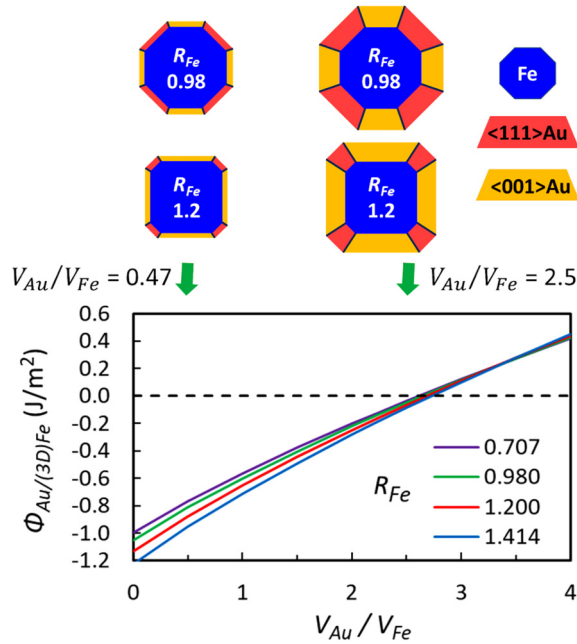 R_Fe
0.98
R_Fe
0.98
Fe
<111>Au
R_Fe
1.2
R_Fe
1.2
<001>Au
V_Au/V_Fe = 0.47
V_Au/V_Fe = 2.5
Φ_Au/(3D)Fe (J/m²)
0.6
0.4
0.2
0.0
-0.2
-0.4
-0.6
-0.8
-1.0
-1.2
R_Fe
0.707
0.980
1.200
1.414
0 1 2 3 4
V_Au / V_Fe